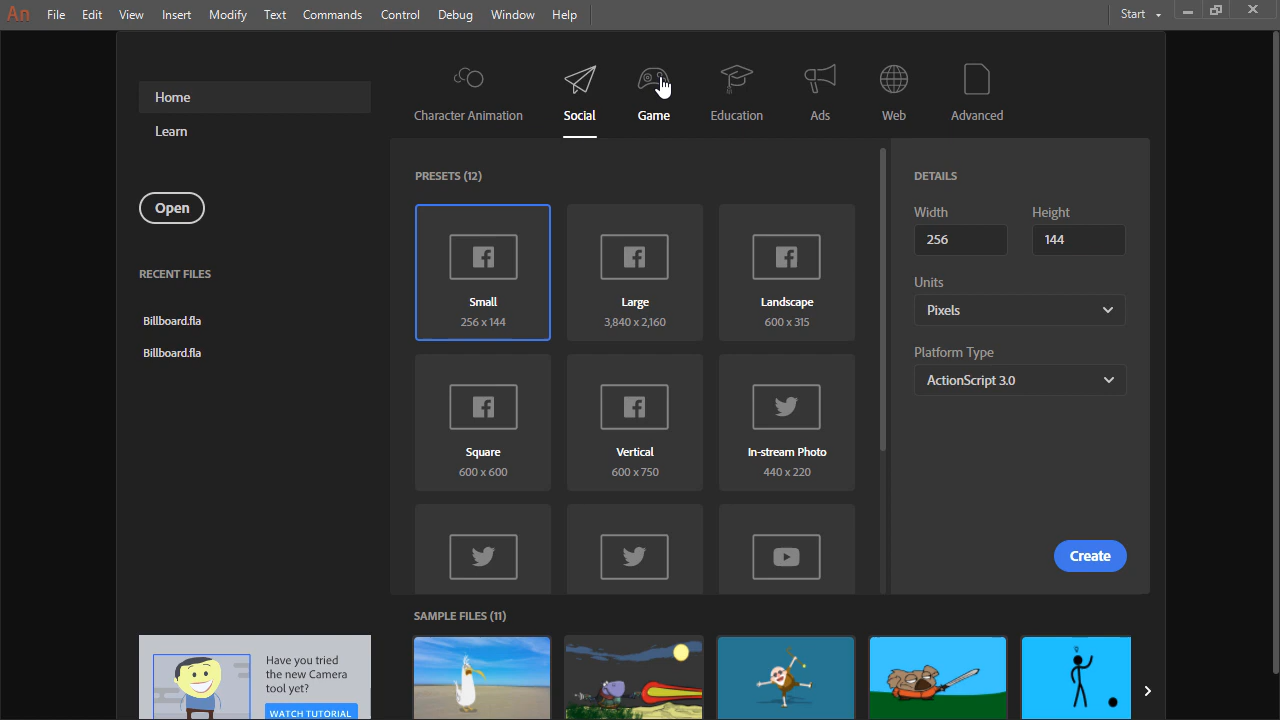 An File Edit View Insert Modify Text Commands Control Debug Window Help Start
Home
Learn
Open
RECENT FILES
Billboard.fla
Billboard.fla
Have you tried
the new Camera
tool yet?
WATCH TUTORIAL
Character Animation Social Game Education Ads Web Advanced
PRESETS (12)
Small Large Landscape
256 x 144 3,840 x 2,160 600 x 315
Square Vertical In-stream Photo
600 x 600 600 x 750 440 x 220
DETAILS
Width Height
256 144
Units
Pixels
Platform Type
ActionScript 3.0
Create
SAMPLE FILES (11)